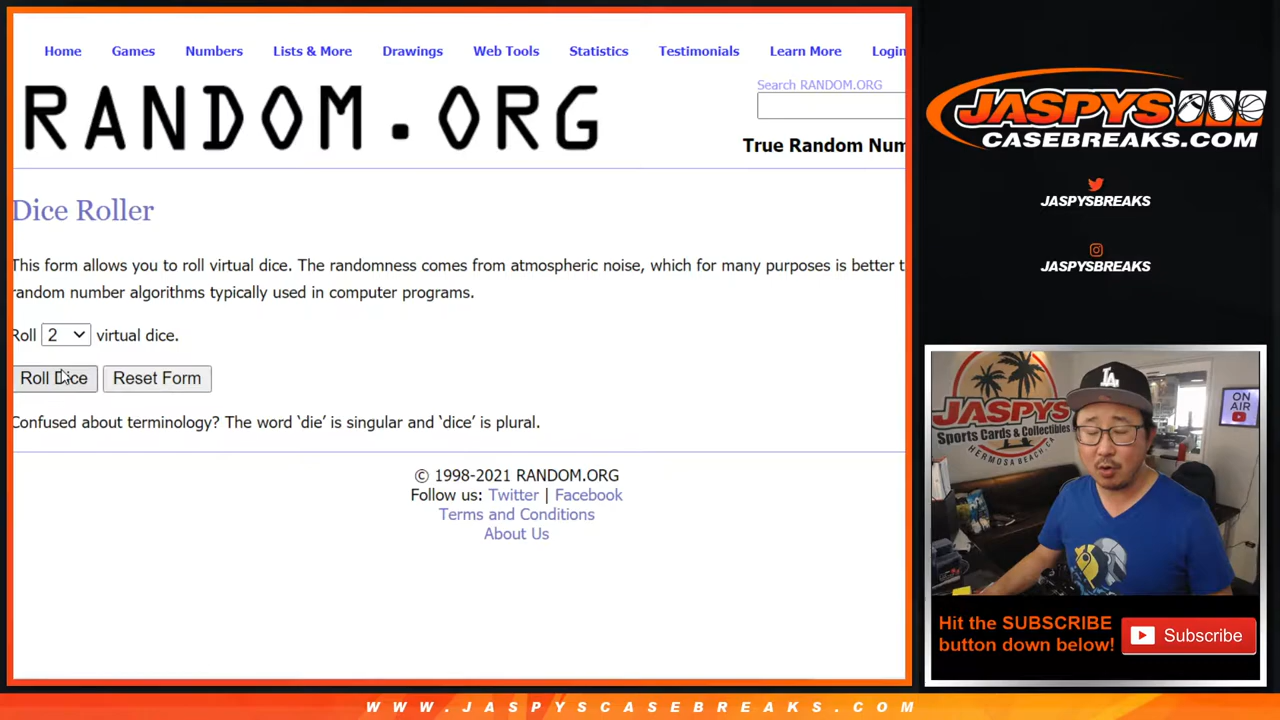 Home Games Numbers Lists & More Drawings Web Tools Statistics Testimonials Learn More Login
RANDOM.ORG
Search RANDOM.ORG
True Random Num
Dice Roller
This form allows you to roll virtual dice. The randomness comes from atmospheric noise, which for many purposes is better t
random number algorithms typically used in computer programs.
Roll 2 virtual dice.
Roll Dice Reset Form
Confused about terminology? The word ‘die’ is singular and ‘dice’ is plural.
© 1998-2021 RANDOM.ORG
Follow us: Twitter | Facebook
Terms and Conditions
About Us
JASPYS
CASEBREAKS.COM
JASPYSBREAKS
JASPYSBREAKS
JASPYS
Sports Cards & Collectibles
HERMOSA BEACH, CA
LA
ON
AIR
Hit the SUBSCRIBE
button down below!
Subscribe
WWW.JASPYSCASEBREAKS.COM